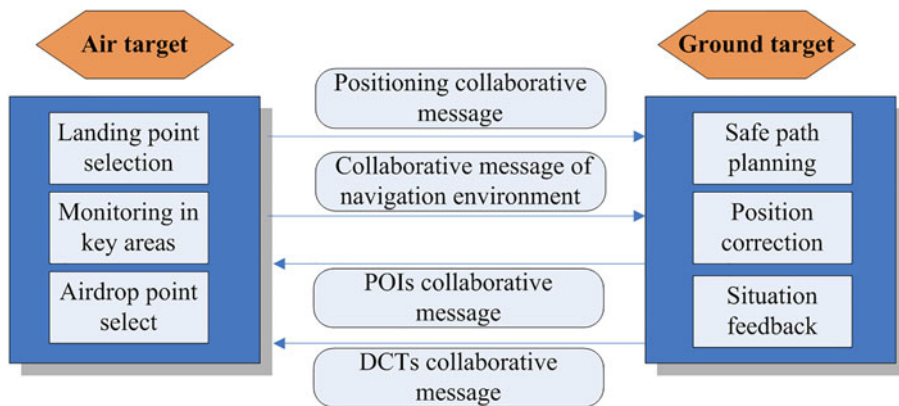 Air target
Ground target
Landing point
selection
Monitoring in
key areas
Airdrop point
select
Positioning collaborative
message
Collaborative message of
navigation environment
POIs collaborative
message
DCTs collaborative
message
Safe path
planning
Position
correction
Situation
feedback